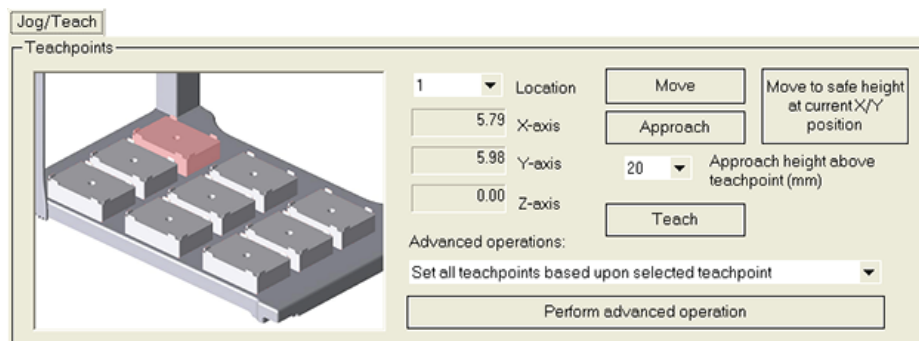 Jog/Teach
Teachpoints
1
Location
Move
Move to safe height
at current X/Y
position
5.79
X-axis
Approach
5.98
Y-axis
20
Approach height above
teachpoint (mm)
0.00
Z-axis
Teach
Advanced operations:
Set all teachpoints based upon selected teachpoint
Perform advanced operation